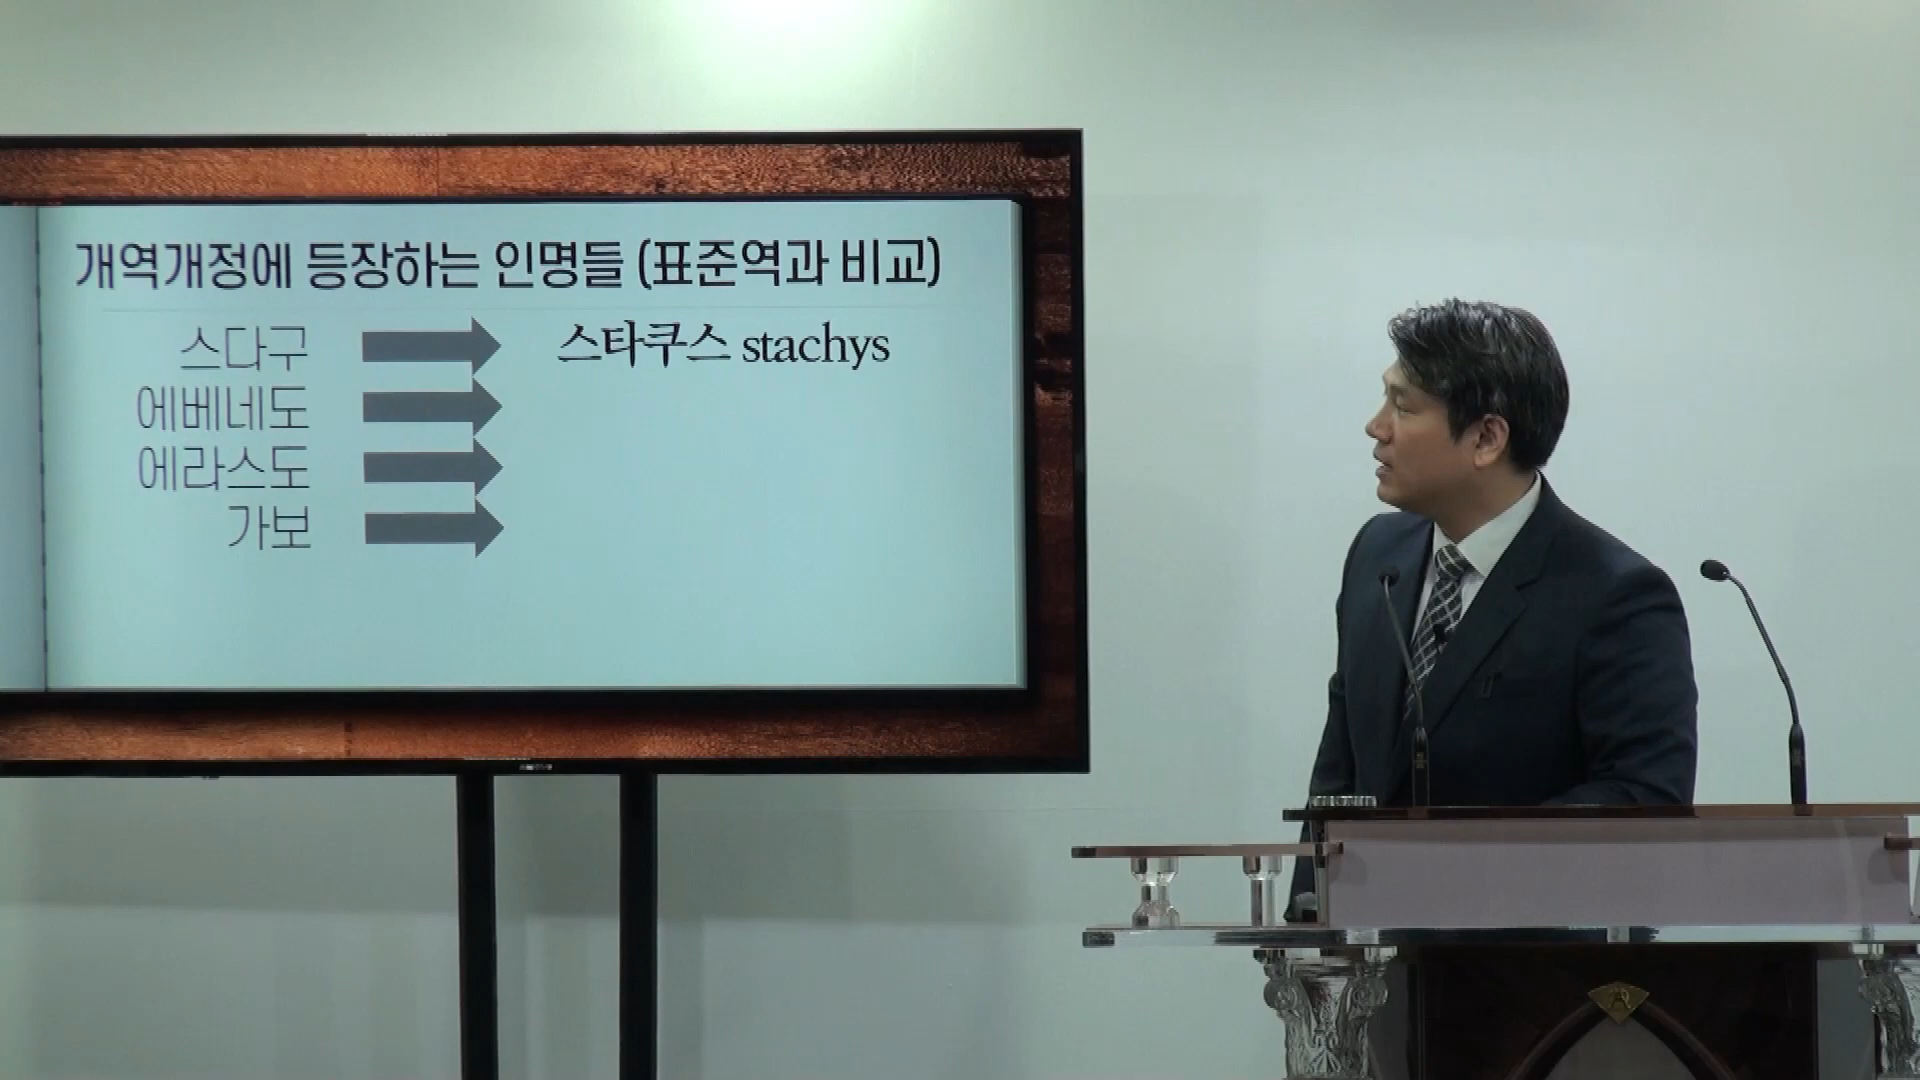 개역개정에 등장하는 인명들 (표준역과 비교)
스다구 스타쿠스 stachys
에베네도
에라스도
가보